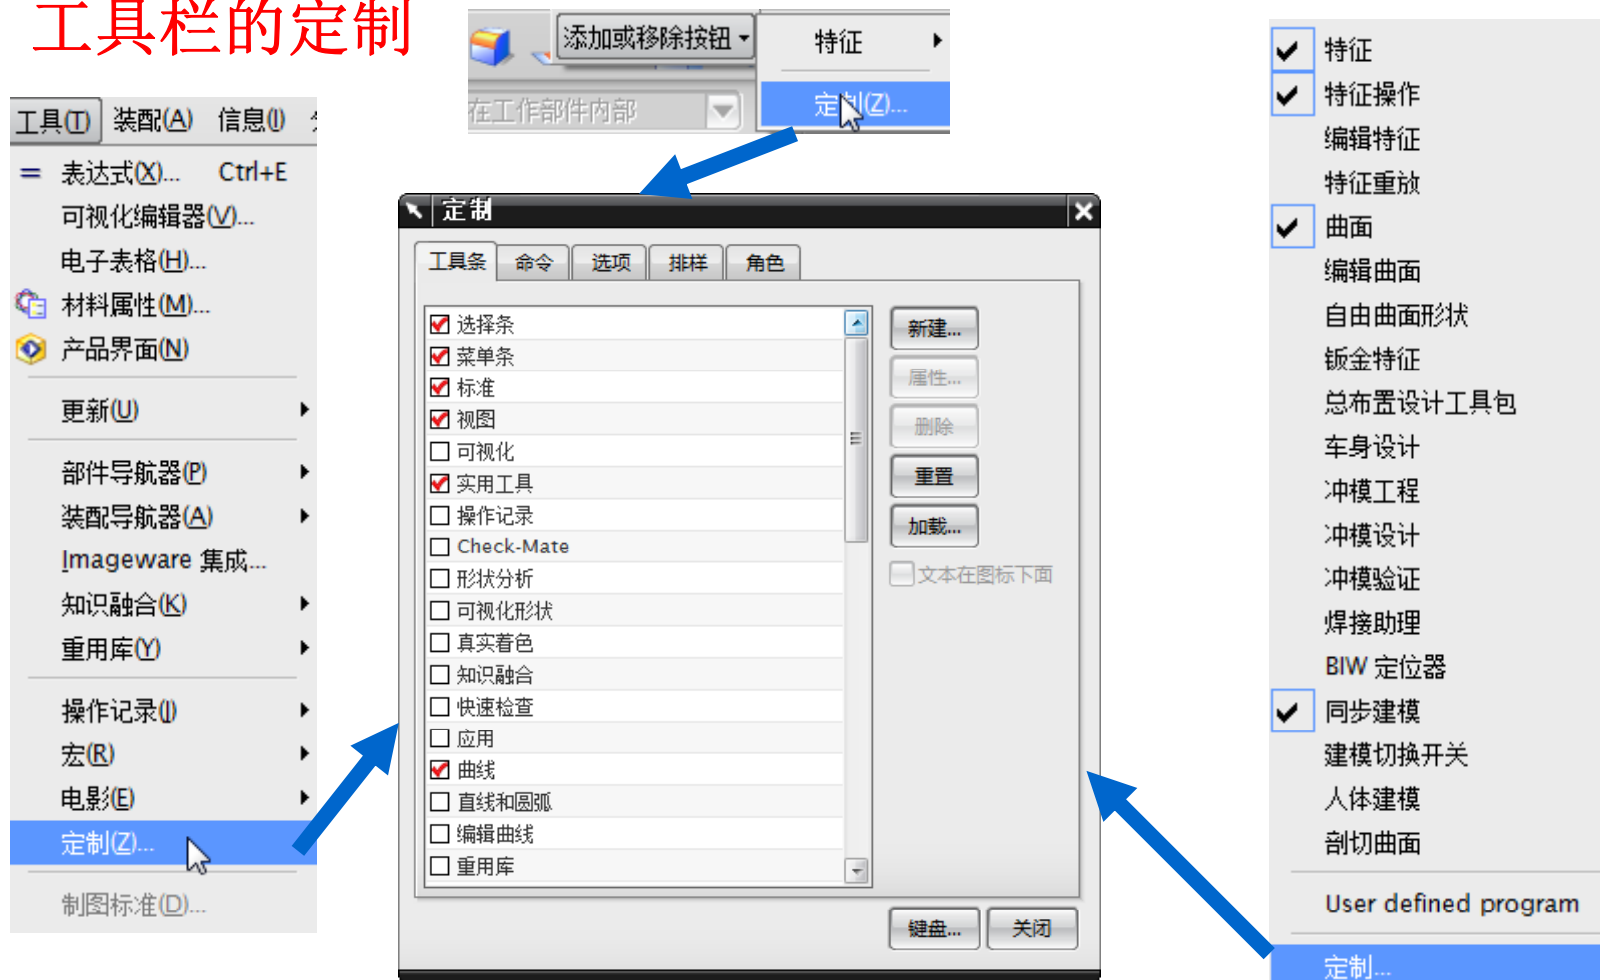 工具栏的定制
添加或移除按钮
特征
在工作部件内部
定制(Z)...
工具(T) 装配(A) 信息(I)
表达式(X)... Ctrl+E
可视化编辑器(V)...
电子表格(H)...
材料属性(M)...
产品界面(N)
更新(U)
部件导航器(P)
装配导航器(A)
Imageware 集成...
知识融合(K)
重用库(Y)
操作记录(J)
宏(R)
电影(E)
定制(Z)...
制图标准(D)...
定制
工具条 命令 选项 排样 角色
选择条
菜单条
标准
视图
可视化
实用工具
操作记录
Check-Mate
形状分析
可视化形状
真实着色
知识融合
快速检查
应用
曲线
直线和圆弧
编辑曲线
重用库
新建...
属性...
删除
重置
加载...
文本在图标下面
键盘... 关闭
特征
特征操作
编辑特征
特征重放
曲面
编辑曲面
自由曲面形状
钣金特征
总布置设计工具包
车身设计
冲模工程
冲模设计
冲模验证
焊接助理
BIW 定位器
同步建模
建模切换开关
人体建模
剖切曲面
User defined program
定制...